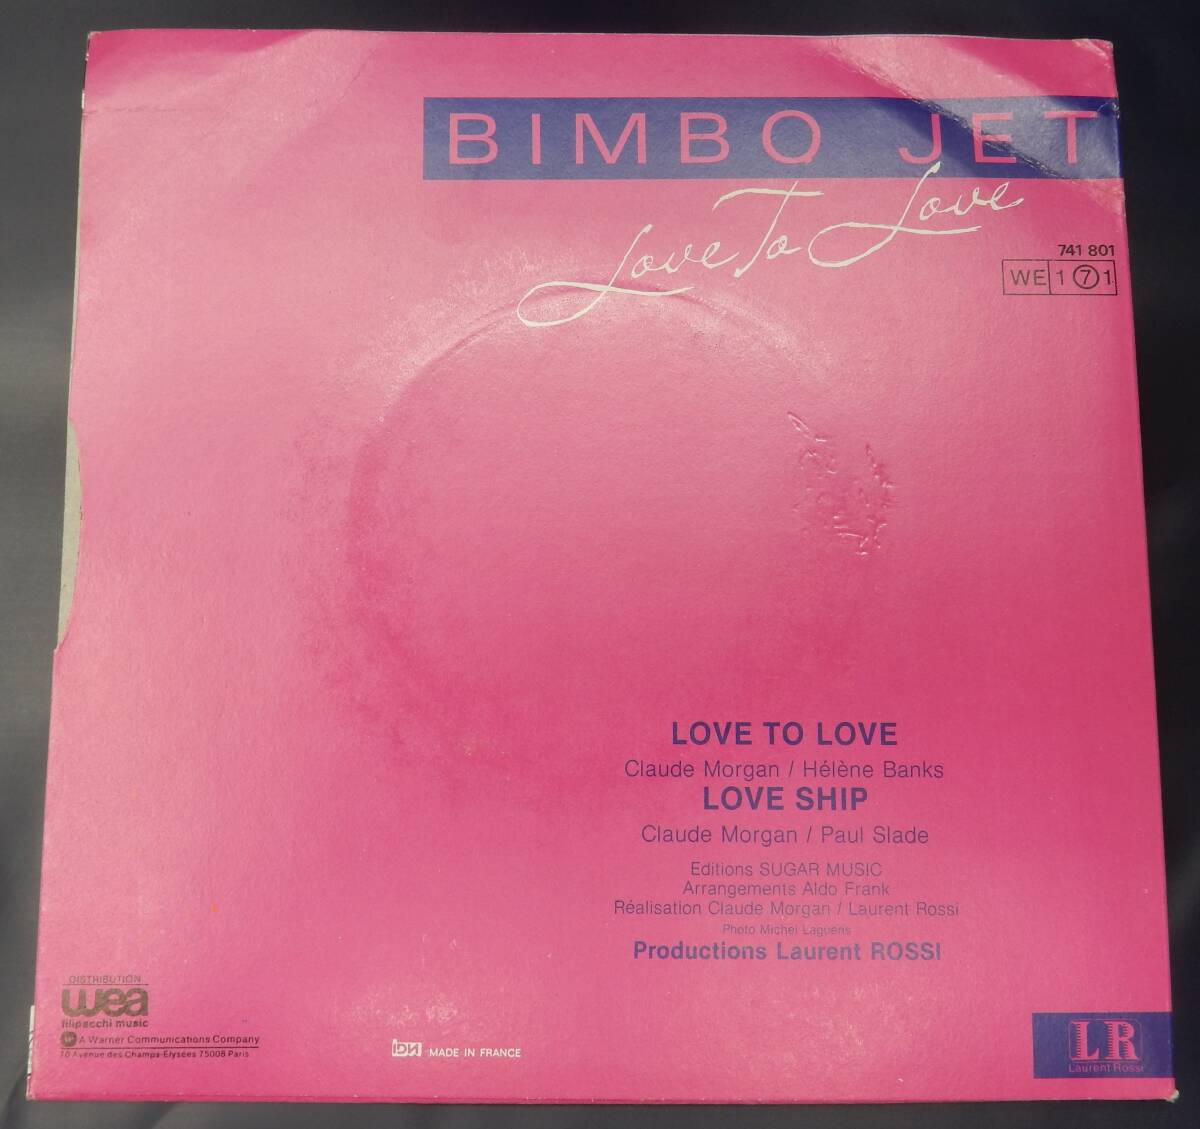 BIMBO JET
Love To Love
741 801
WE 1 7 1
LOVE TO LOVE
Claude Morgan / Hélène Banks
LOVE SHIP
Claude Morgan / Paul Slade
Editions SUGAR MUSIC
Arrangements Aldo Frank
Réalisation Claude Morgan / Laurent Rossi
Photo Michel Laguens
Productions Laurent ROSSI
DISTRIBUTION
wea
filipacchi music
A Warner Communications Company
70 Avenue des Champs-Elysées 75008 Paris
IDN MADE IN FRANCE
LR
Laurent Rossi